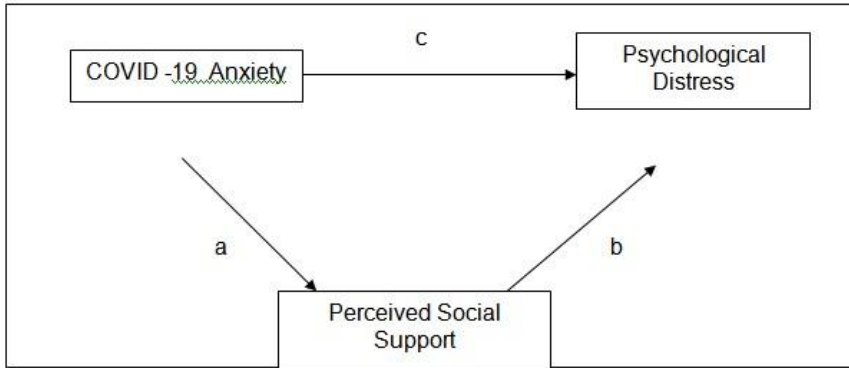 c
COVID -19 Anxiety
Psychological
Distress
a
b
Perceived Social
Support